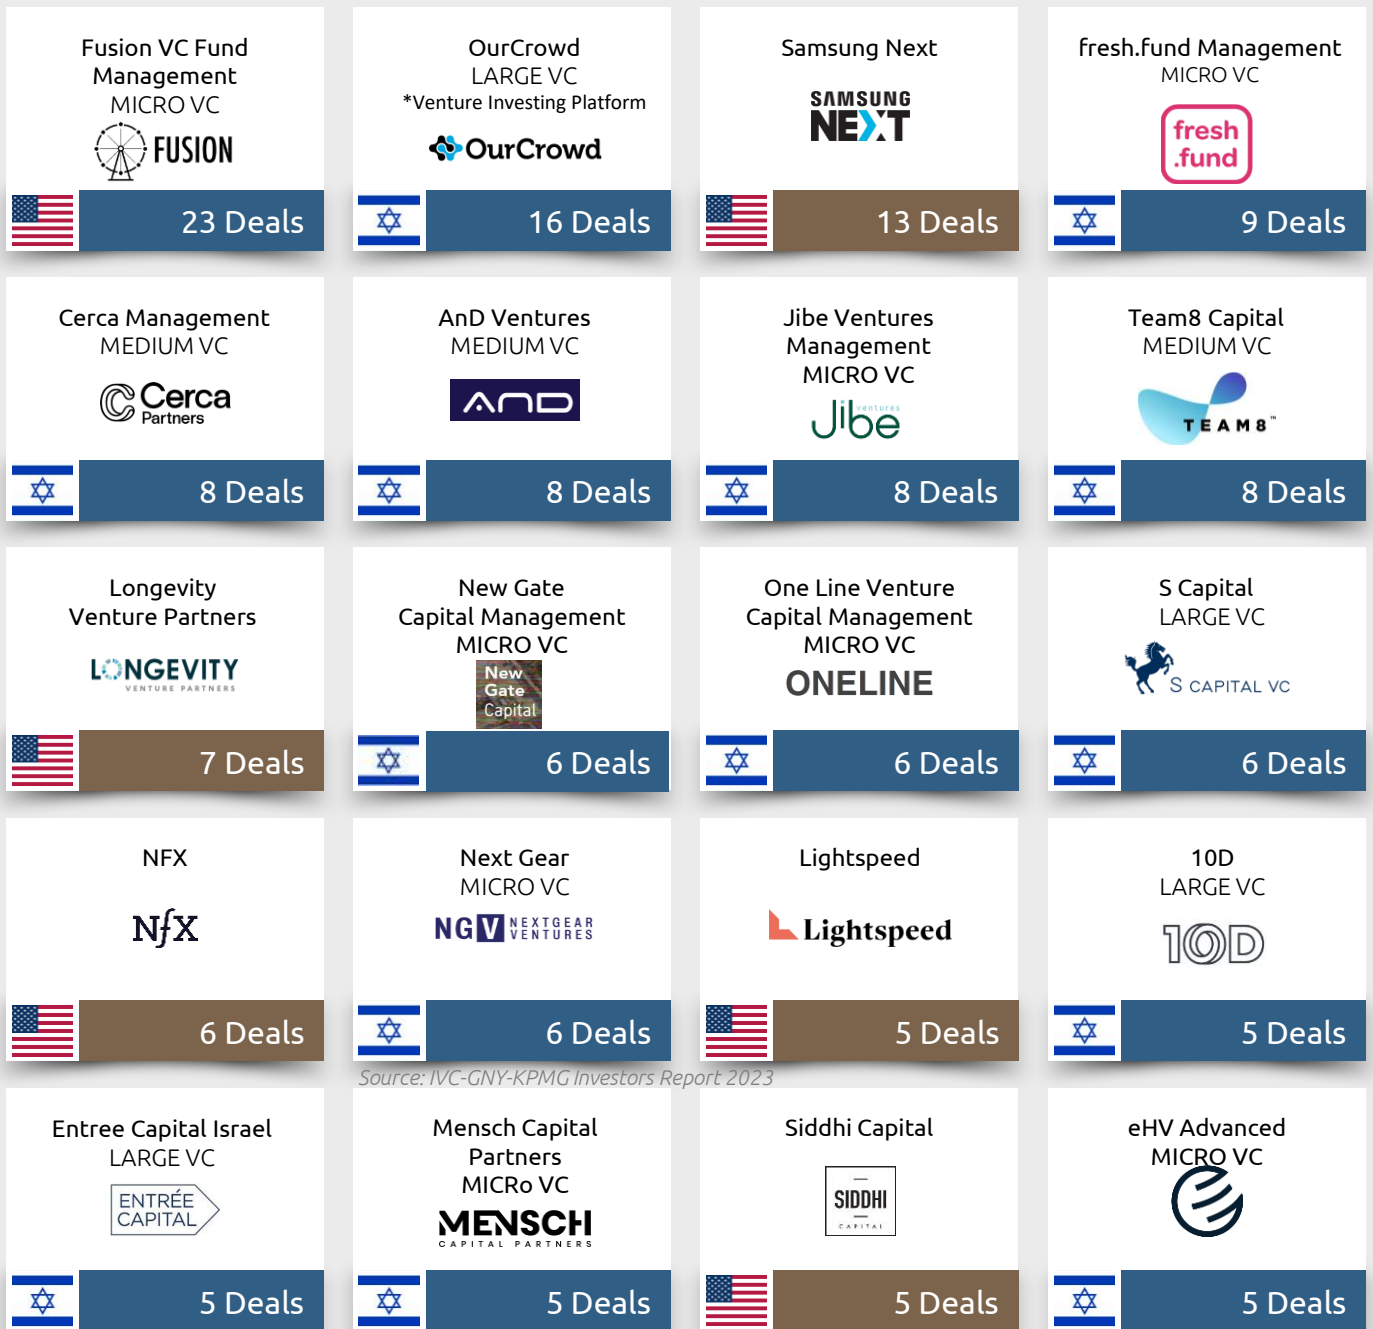 Fusion VC Fund
Management
MICRO VC
FUSION
23 Deals
OurCrowd
LARGE VC
*Venture Investing Platform
OurCrowd
16 Deals
Samsung Next
SAMSUNG
NEXT
13 Deals
fresh.fund Management
MICRO VC
fresh
.fund
9 Deals
Cerca Management
MEDIUM VC
Cerca
Partners
8 Deals
AnD Ventures
MEDIUM VC
AND
8 Deals
Jibe Ventures
Management
MICRO VC
ventures
Jibe
8 Deals
Team8 Capital
MEDIUM VC
TEAM8™
8 Deals
Longevity
Venture Partners
LONGEVITY
VENTURE PARTNERS
7 Deals
New Gate
Capital Management
MICRO VC
New
Gate
Capital
6 Deals
One Line Venture
Capital Management
MICRO VC
ONELINE
6 Deals
S Capital
LARGE VC
S CAPITAL VC
6 Deals
NFX
NfX
6 Deals
Next Gear
MICRO VC
NGV NEXTGEAR
VENTURES
6 Deals
Lightspeed
Lightspeed
5 Deals
10D
LARGE VC
10D
5 Deals
Source: IVC-GNY-KPMG Investors Report 2023
Entree Capital Israel
LARGE VC
ENTRÉE
CAPITAL
5 Deals
Mensch Capital
Partners
MICRo VC
MENSCH
CAPITAL PARTNERS
5 Deals
Siddhi Capital
SIDDHI
CAPITAL
5 Deals
eHV Advanced
MICRO VC
5 Deals